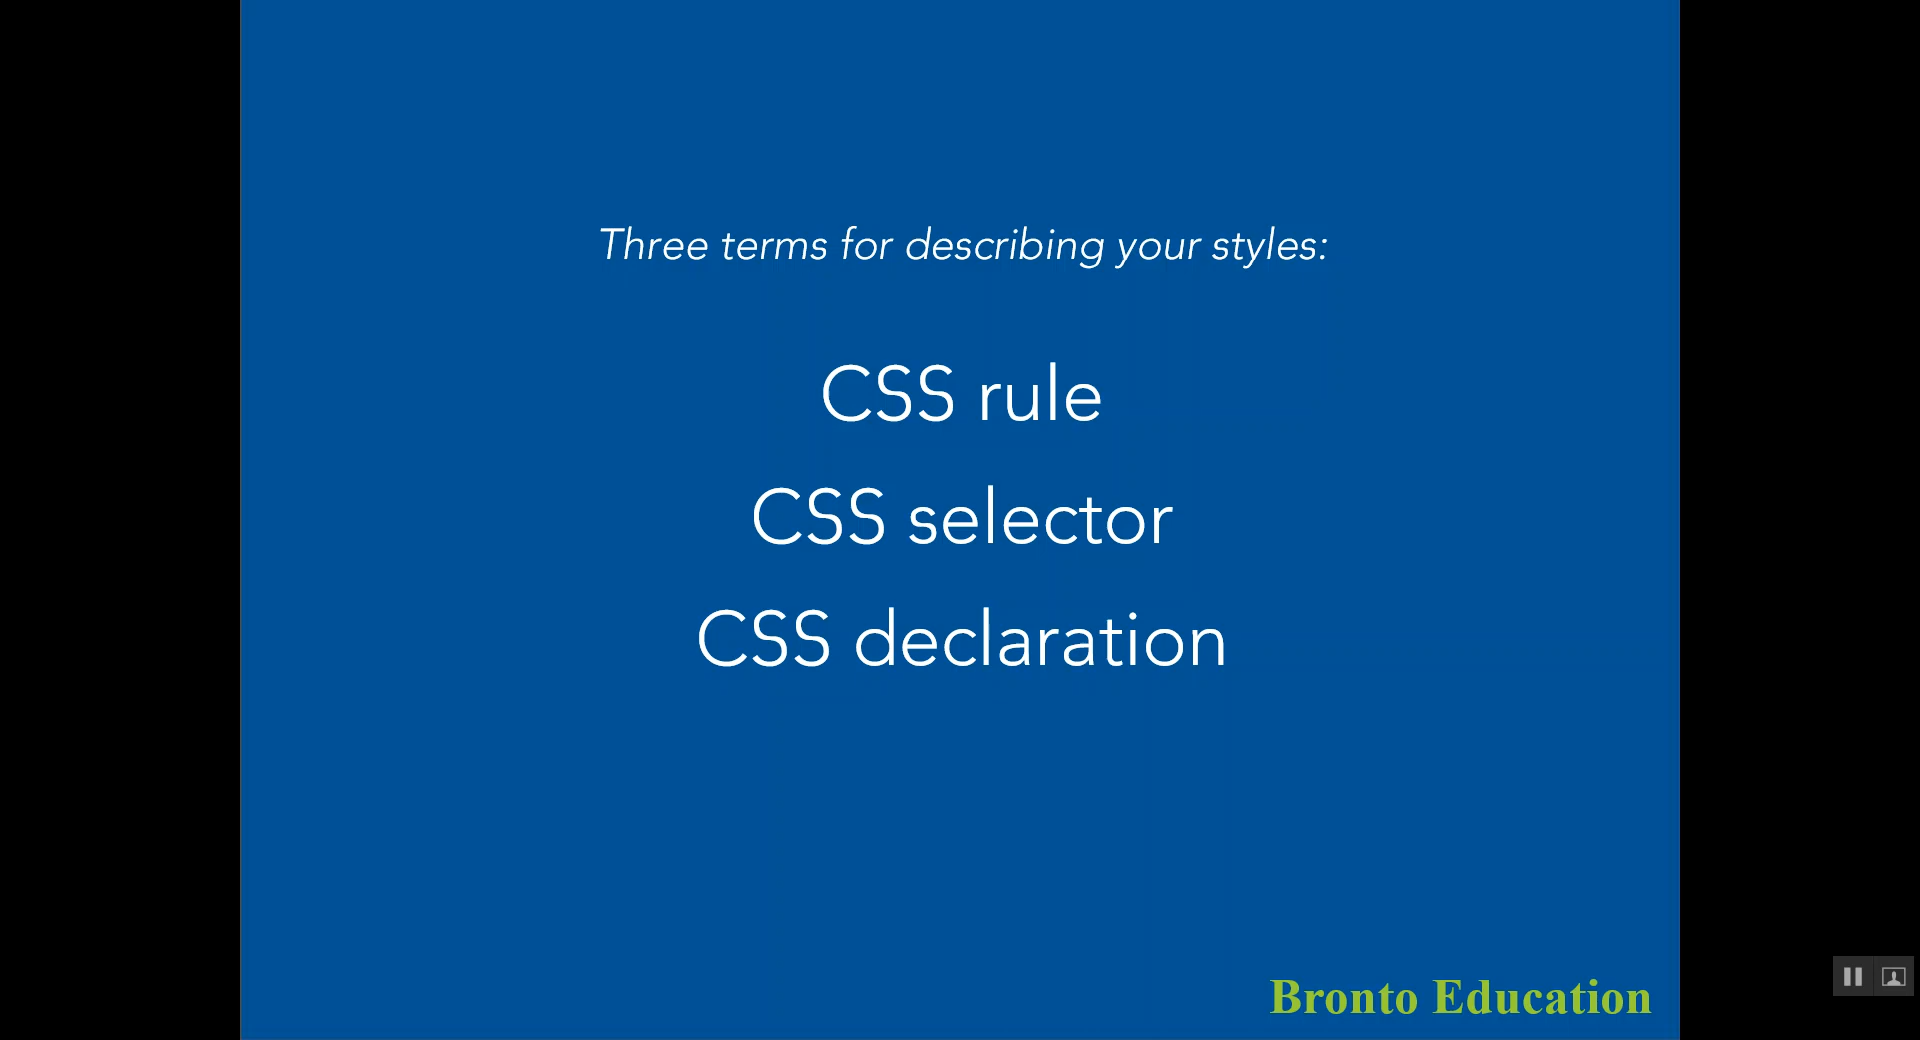 Three terms for describing your styles:
CSS rule
CSS selector
CSS declaration
Bronto Education